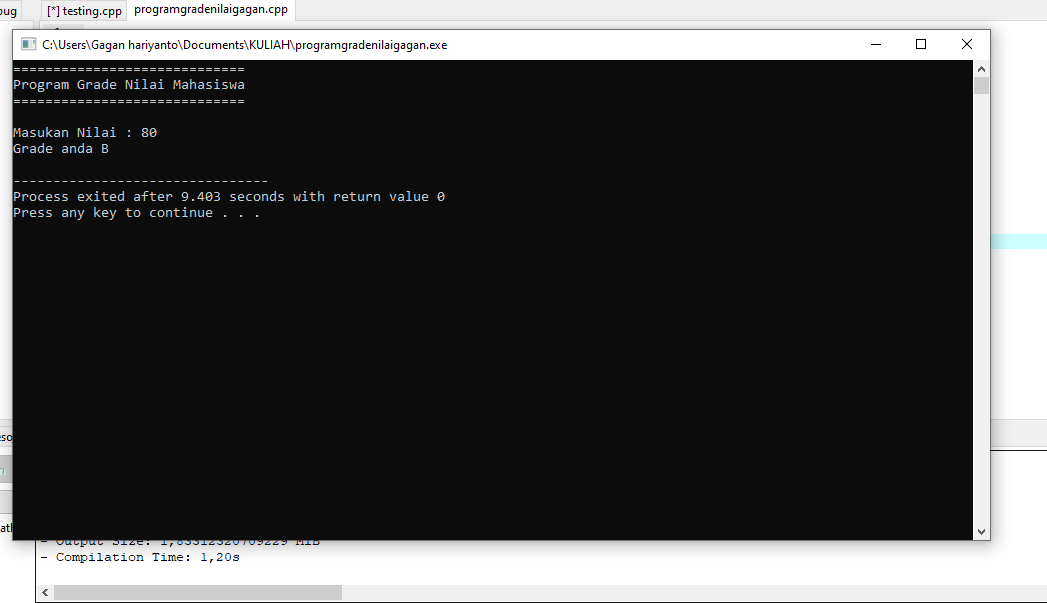 [*] testing.cpp programgradenilaigagan.cpp
C:\Users\Gagan hariyanto\Documents\KULIAH\programgradenilaigagan.exe
=============================
Program Grade Nilai Mahasiswa
=============================
Masukan Nilai : 80
Grade anda B
--------------------------------
Process exited after 9.403 seconds with return value 0
Press any key to continue . . .
- Output Size: 1,83312320709229 MiB
- Compilation Time: 1,20s